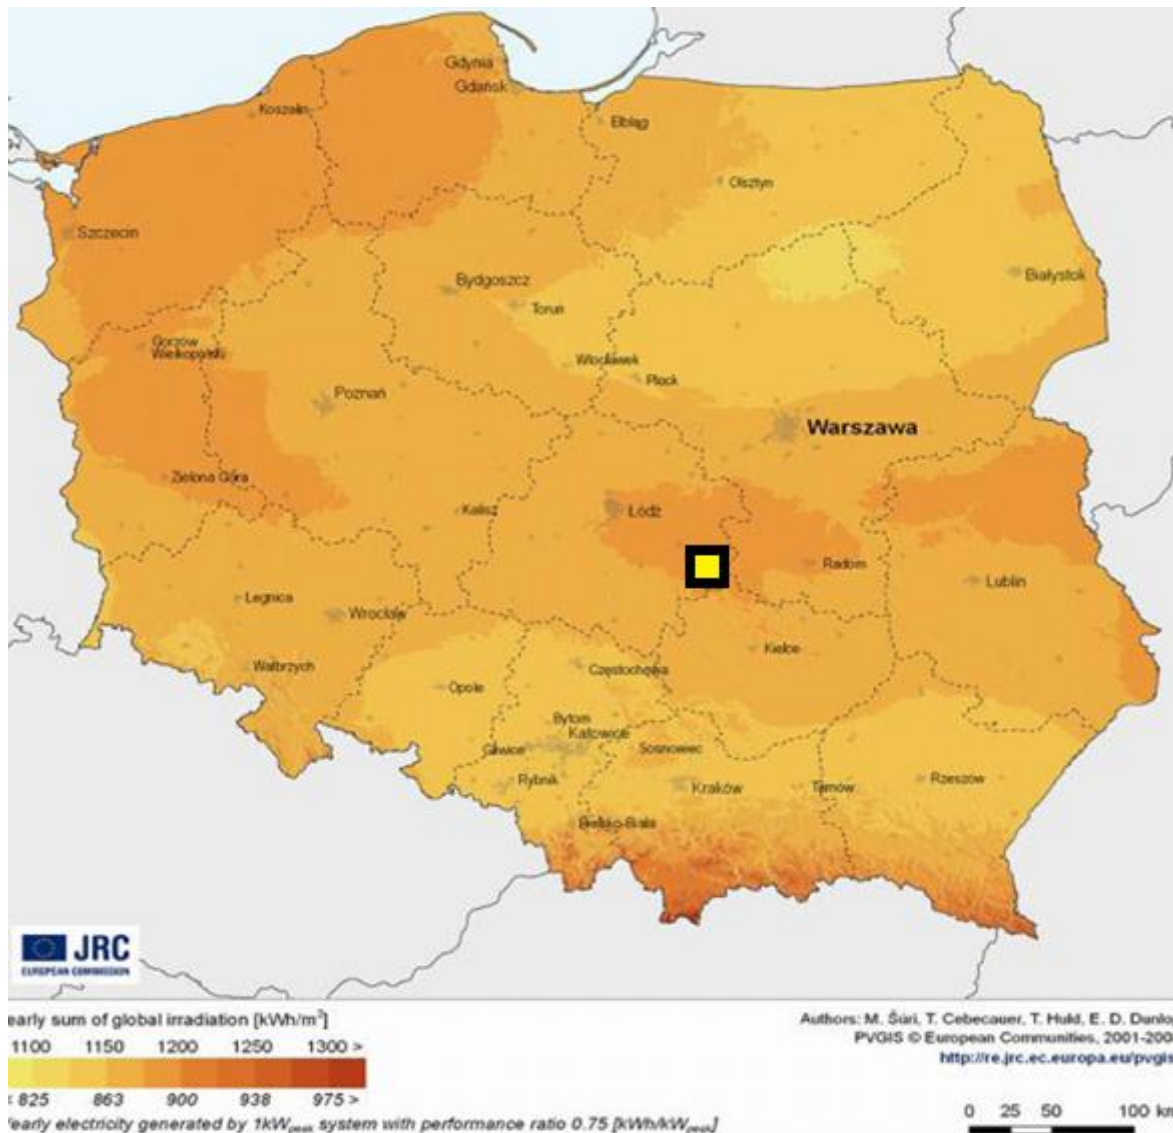 Gdynia
Gdańsk
Koszalin
Elbląg
Olsztyn
Szczecin
Bydgoszcz
Białystok
Toruń
Gorzów
Wielkopolski
Włocławek
Płock
Poznań
Warszawa
Zielona Góra
Kalisz
Łódź
Radom
Lublin
Legnica
Wrocław
Kielce
Wałbrzych
Częstochowa
Opole
Bytom
Katowice
Gliwice
Sosnowiec
Rybnik
Kraków
Tarnów
Rzeszów
Bielsko-Biała
JRC
EUROPEAN COMMISSION
early sum of global irradiation [kWh/m²]
1100 1150 1200 1250 1300 >
< 825 863 900 938 975 >
Yearly electricity generated by 1kWpeak system with performance ratio 0.75 [kWh/kWpeak]
Authors: M. Šúri, T. Cebecauer, T. Huld, E. D. Dunlo
PVGIS © European Communities, 2001-200
http://re.jrc.ec.europa.eu/pvgis
0 25 50 100 km